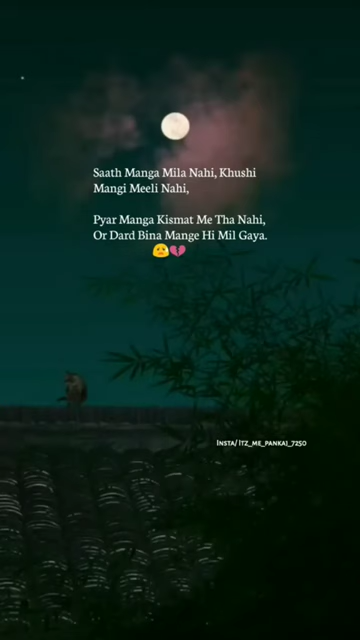 Saath Manga Mila Nahi, Khushi
Mangi Meeli Nahi,
Pyar Manga Kismat Me Tha Nahi,
Or Dard Bina Mange Hi Mil Gaya.
🥺💔
Insta/ Itz_me_pankaj_7250